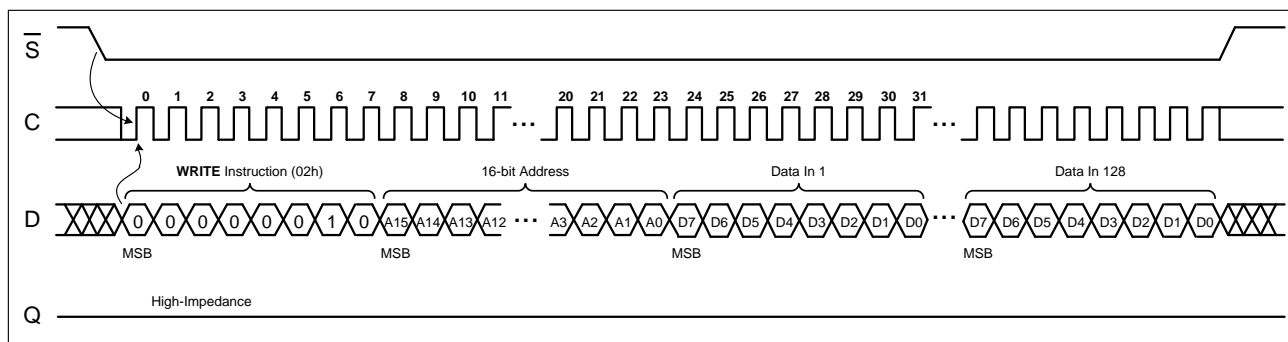 S
C
0 1 2 3 4 5 6 7 8 9 10 11 ... 20 21 22 23 24 25 26 27 28 29 30 31 ...
WRITE Instruction (02h) 16-bit Address Data In 1 Data In 128
D
0 0 0 0 0 0 1 0 A15 A14 A13 A12 ... A3 A2 A1 A0 D7 D6 D5 D4 D3 D2 D1 D0 ... D7 D6 D5 D4 D3 D2 D1 D0
MSB MSB MSB MSB
High-Impedance
Q